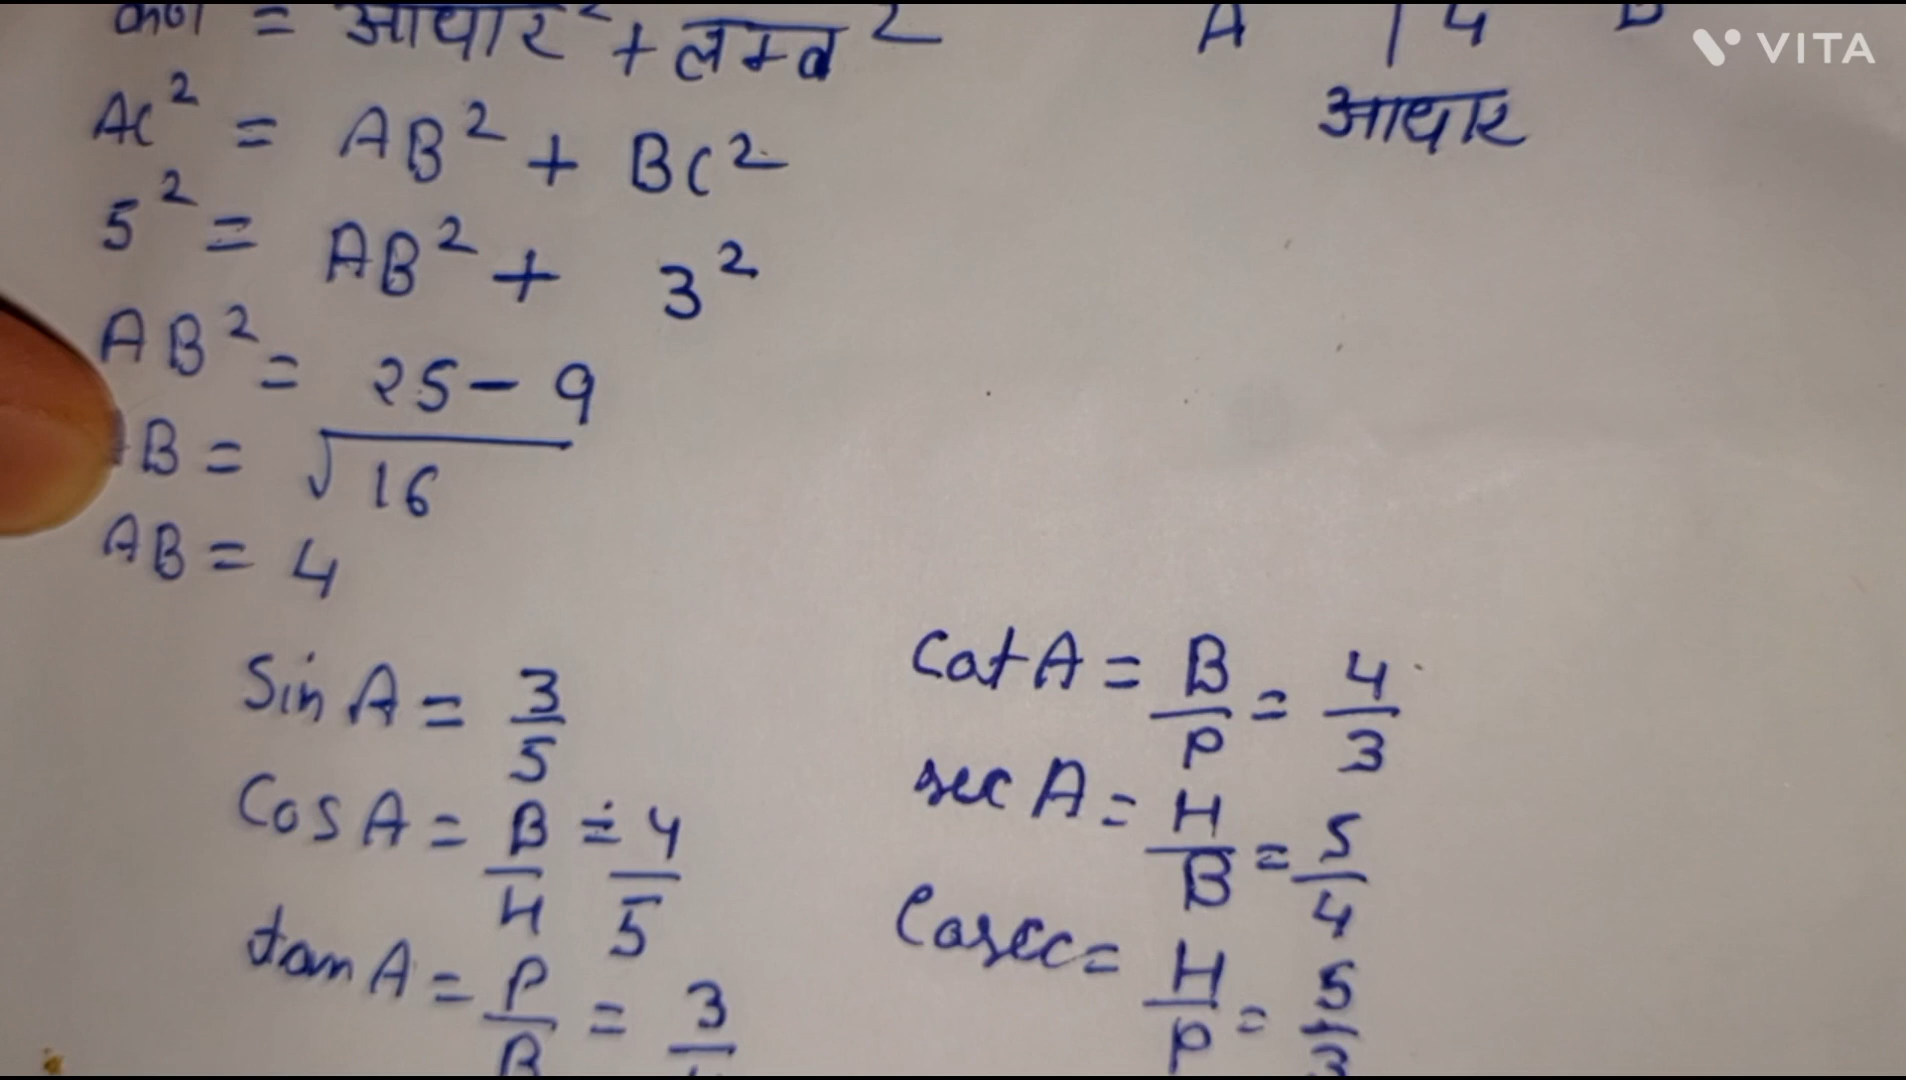 कर्ण = आधार² + लम्ब²
A 4 B
VITA
आधार
AC² = AB² + BC²
5² = AB² + 3²
AB² = 25 - 9
B = √16
AB = 4
Sin A = 3/5
Cos A = B/H = 4/5
tan A = P/B = 3
Cot A = B/P = 4/3
sec A = H/B = 5/4
Cosec = H/P = 5/3